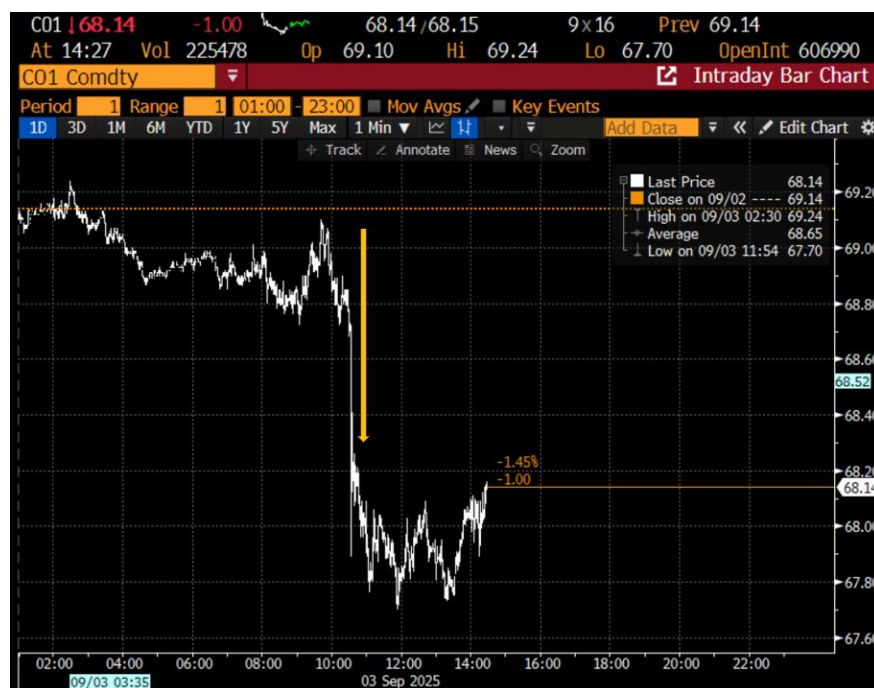 CO1 ↓68.14 -1.00 68.14/68.15 9x16 Prev 69.14
At 14:27 Vol 225478 Op 69.10 Hi 69.24 Lo 67.70 OpenInt 606990
CO1 Comdty Intraday Bar Chart
Period 1 Range 1 01:00 - 23:00 Mov Avgs Key Events
1D 3D 1M 6M YTD 1Y 5Y Max 1 Min ▼ Add Data « Edit Chart
Track Annotate News Zoom
Last Price 68.14
Close on 09/02 ---- 69.14
High on 09/03 02:30 69.24
Average 68.65
Low on 09/03 11:54 67.70
69.20
69.00
68.80
68.60
68.52
68.40
-1.45%
68.20
-1.00
68.14
68.00
67.80
67.60
02:00 04:00 06:00 08:00 10:00 12:00 14:00 16:00 18:00 20:00 22:00
09/03 03:35 03 Sep 2025